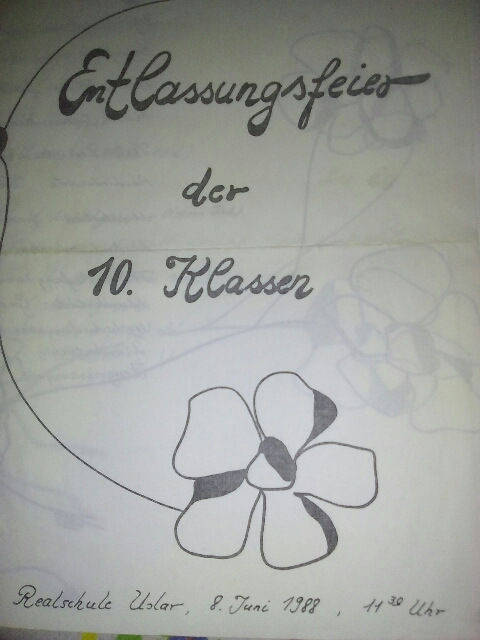 Entlassungsfeier
der
10. Klassen
Realschule Uslar, 8. Juni 1988, 11³⁰ Uhr